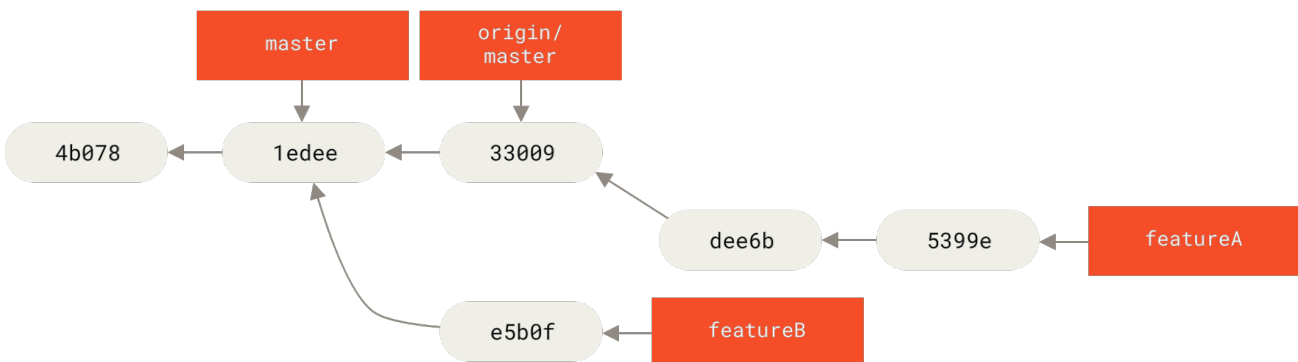 master
origin/
master
4b078
1edee
33009
dee6b
5399e
featureA
e5b0f
featureB